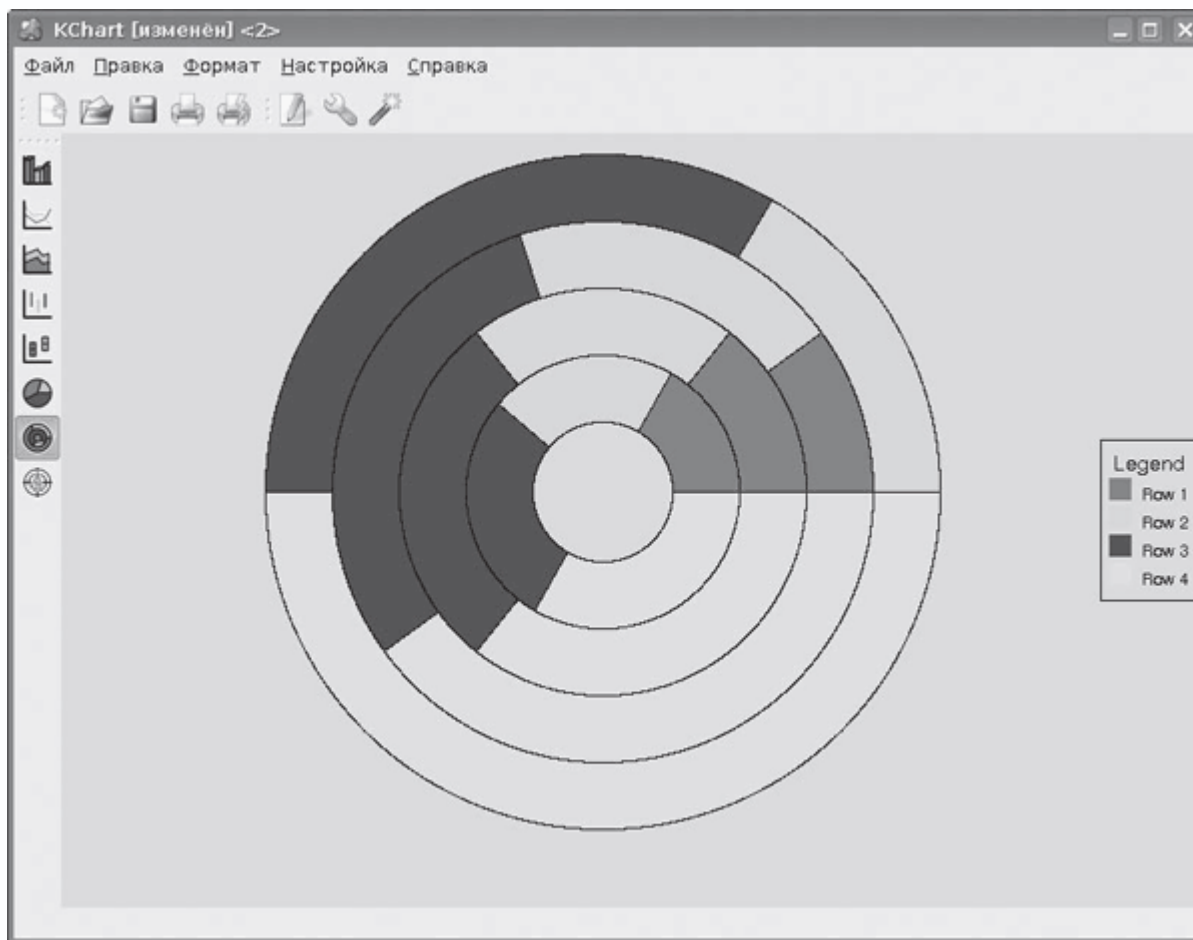 KChart [изменён] <2>
Файл Правка Формат Настройка Справка
Legend
Row 1
Row 2
Row 3
Row 4